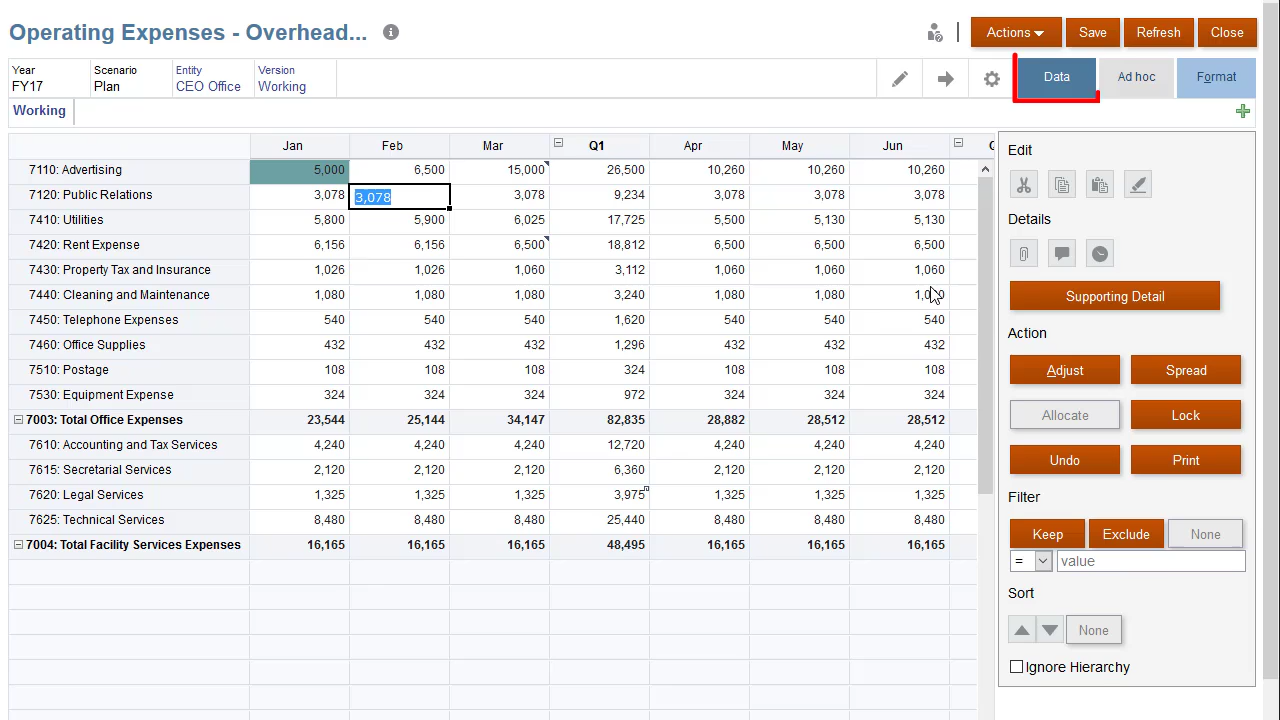 Operating Expenses - Overhead...
Actions Save Refresh Close
Year Scenario Entity Version
FY17 Plan CEO Office Working
Data Ad hoc Format
Working
Jan Feb Mar Q1 Apr May Jun
7110: Advertising 5,000 6,500 15,000 26,500 10,260 10,260 10,260
7120: Public Relations 3,078 3,078 3,078 9,234 3,078 3,078 3,078
7410: Utilities 5,800 5,900 6,025 17,725 5,500 5,130 5,130
7420: Rent Expense 6,156 6,156 6,500 18,812 6,500 6,500 6,500
7430: Property Tax and Insurance 1,026 1,026 1,060 3,112 1,060 1,060 1,060
7440: Cleaning and Maintenance 1,080 1,080 1,080 3,240 1,080 1,080
7450: Telephone Expenses 540 540 540 1,620 540 540 540
7460: Office Supplies 432 432 432 1,296 432 432 432
7510: Postage 108 108 108 324 108 108 108
7530: Equipment Expense 324 324 324 972 324 324 324
7003: Total Office Expenses 23,544 25,144 34,147 82,835 28,882 28,512 28,512
7610: Accounting and Tax Services 4,240 4,240 4,240 12,720 4,240 4,240 4,240
7615: Secretarial Services 2,120 2,120 2,120 6,360 2,120 2,120 2,120
7620: Legal Services 1,325 1,325 1,325 3,975 1,325 1,325 1,325
7625: Technical Services 8,480 8,480 8,480 25,440 8,480 8,480 8,480
7004: Total Facility Services Expenses 16,165 16,165 16,165 48,495 16,165 16,165 16,165
Edit
Details
Supporting Detail
Action
Adjust Spread
Allocate Lock
Undo Print
Filter
Keep Exclude None
= value
Sort
None
Ignore Hierarchy